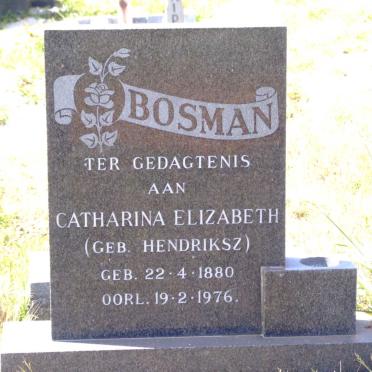 BOSMAN
TER GEDAGTENIS
AAN
CATHARINA ELIZABETH
(GEB. HENDRIKSZ)
GEB. 22·4·1880
OORL. 19·2·1976.